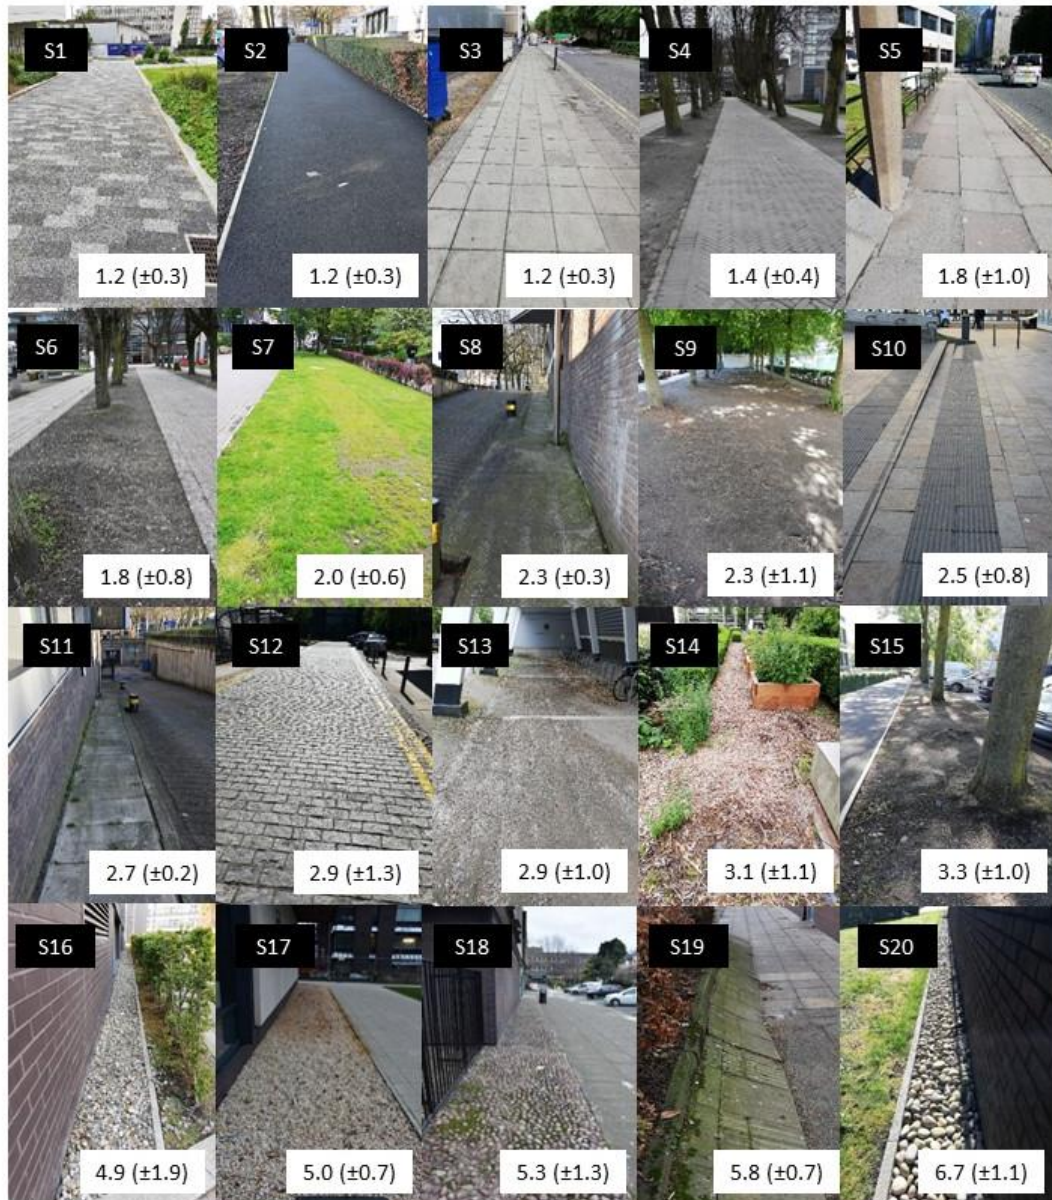 S1
S2
S3
S4
S5
1.2 (±0.3)
1.2 (±0.3)
1.2 (±0.3)
1.4 (±0.4)
1.8 (±1.0)
S6
S7
S8
S9
S10
1.8 (±0.8)
2.0 (±0.6)
2.3 (±0.3)
2.3 (±1.1)
2.5 (±0.8)
S11
S12
S13
S14
S15
2.7 (±0.2)
2.9 (±1.3)
2.9 (±1.0)
3.1 (±1.1)
3.3 (±1.0)
S16
S17
S18
S19
S20
4.9 (±1.9)
5.0 (±0.7)
5.3 (±1.3)
5.8 (±0.7)
6.7 (±1.1)